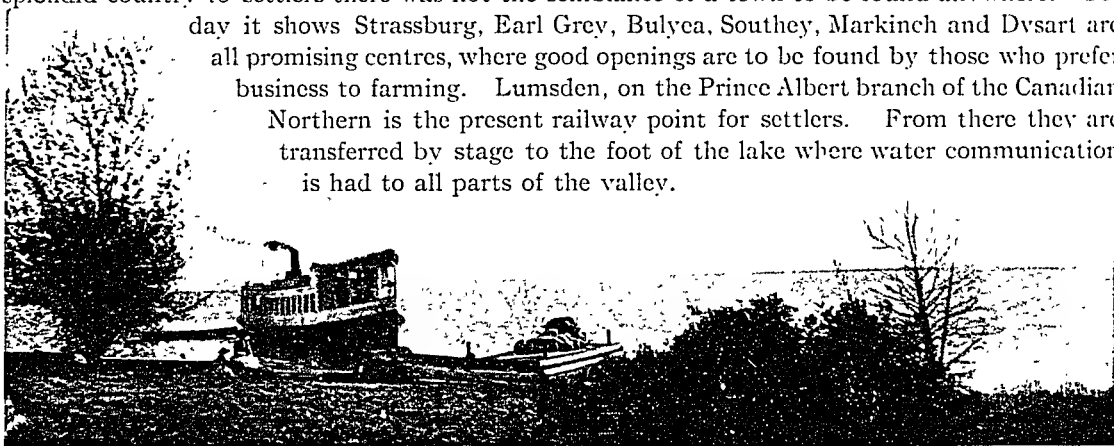 day it shows Strassburg, Earl Grey, Bulyea, Southey, Markinch and Dysart are
all promising centres, where good openings are to be found by those who prefer
business to farming. Lumsden, on the Prince Albert branch of the Canadian
Northern is the present railway point for settlers. From there they are
transferred by stage to the foot of the lake where water communication
is had to all parts of the valley.